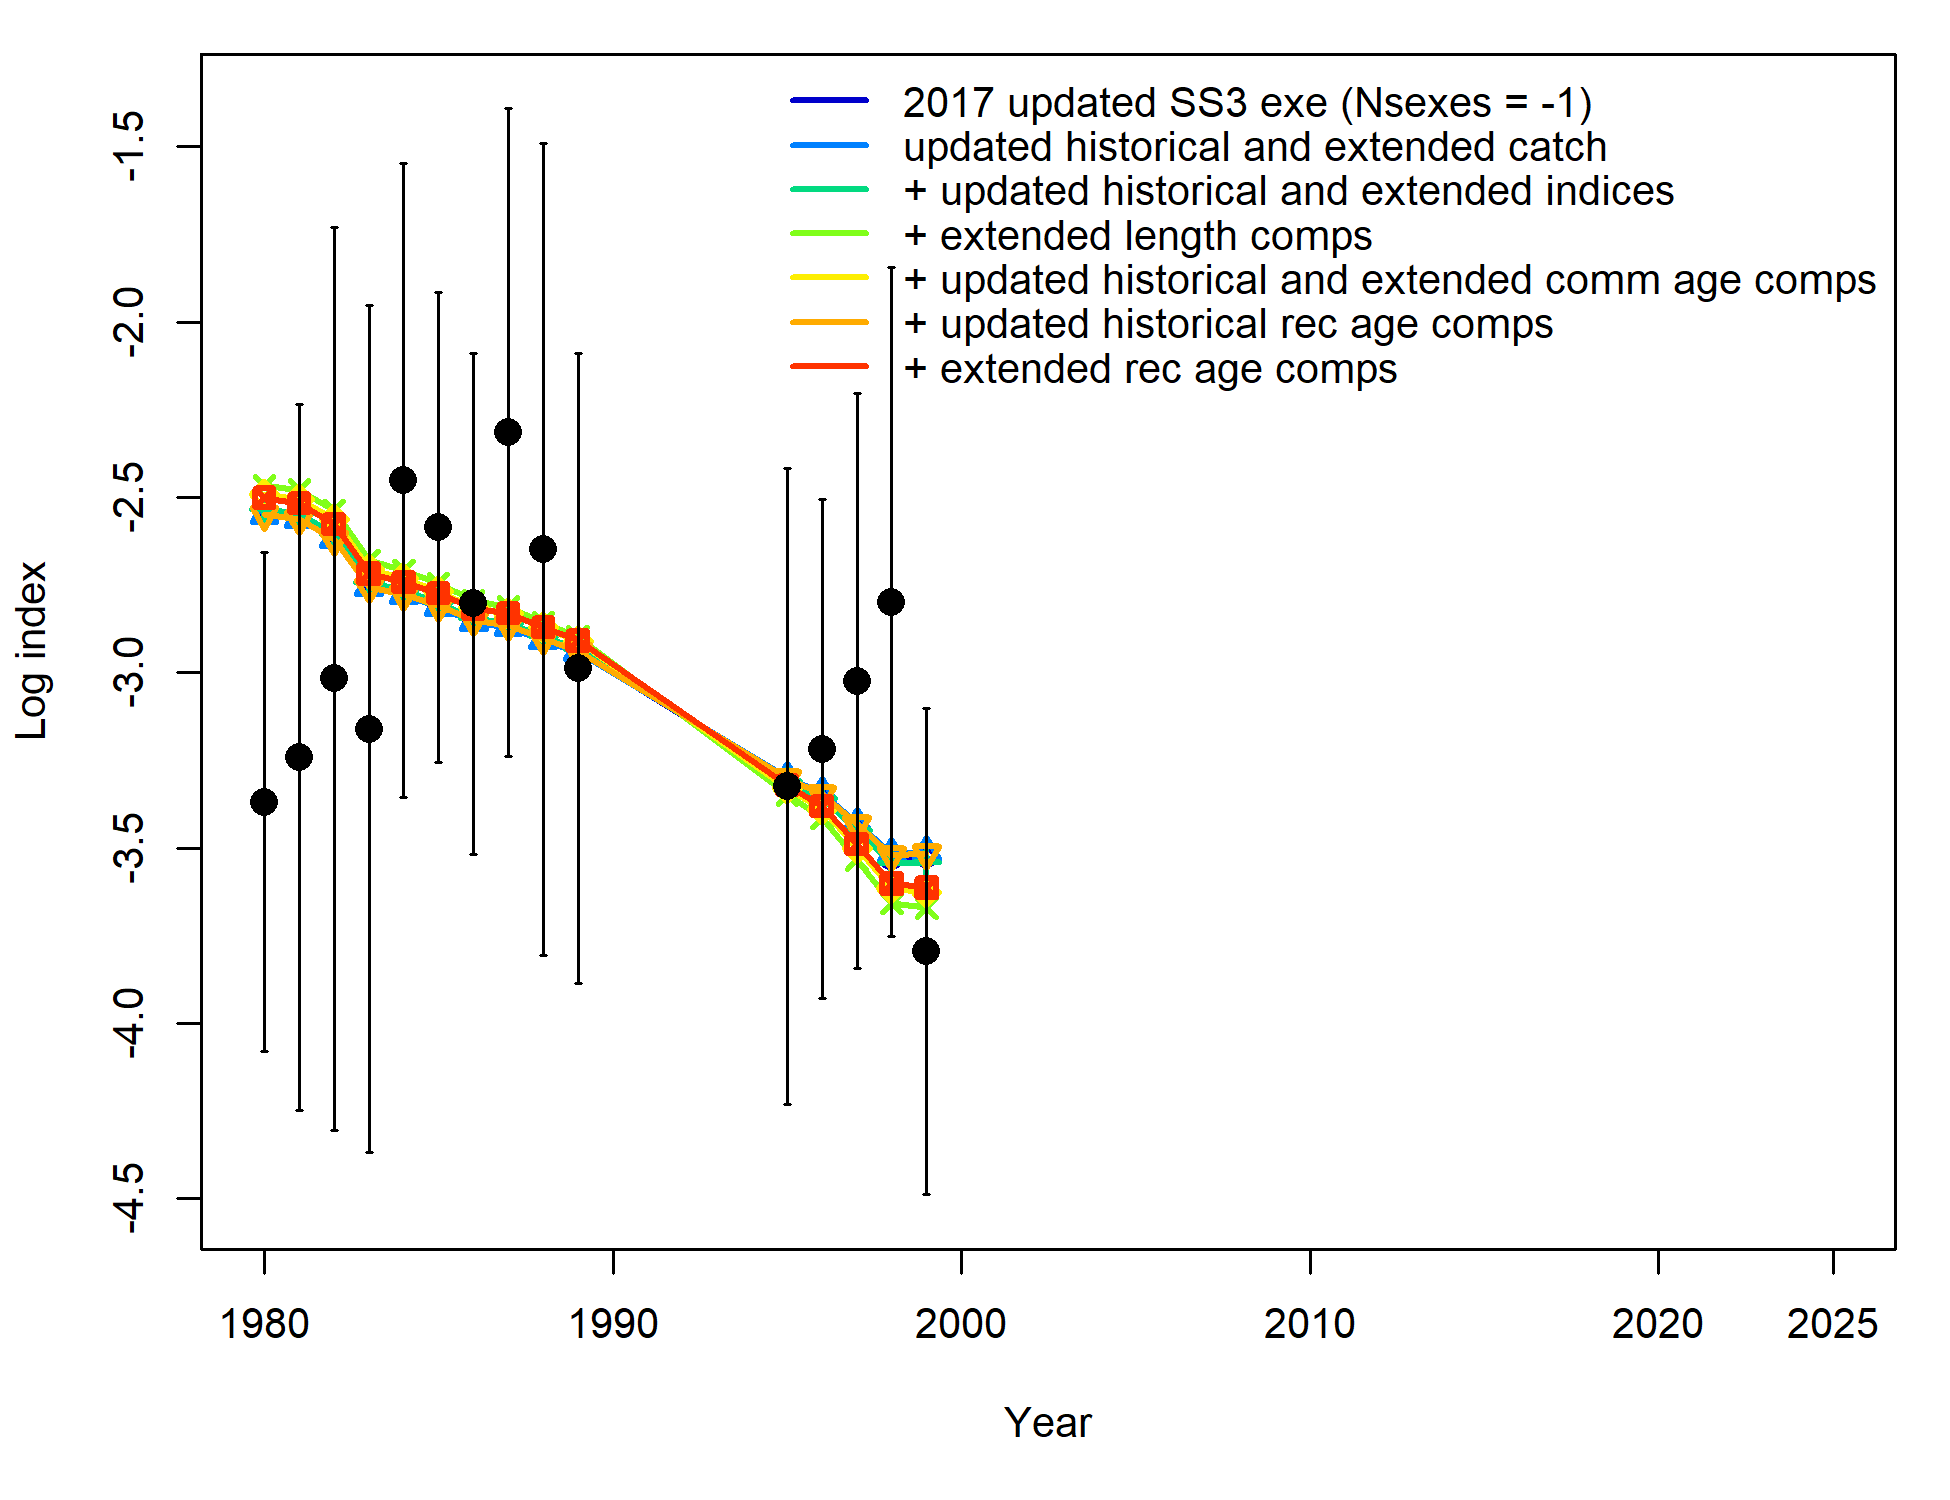 2017 updated SS3 exe (Nsexes = -1)
updated historical and extended catch
+ updated historical and extended indices
+ extended length comps
+ updated historical and extended comm age comps
+ updated historical rec age comps
+ extended rec age comps
Log index
-1.5
-2.0
-2.5
-3.0
-3.5
-4.0
-4.5
1980 1990 2000 2010 2020 2025
Year